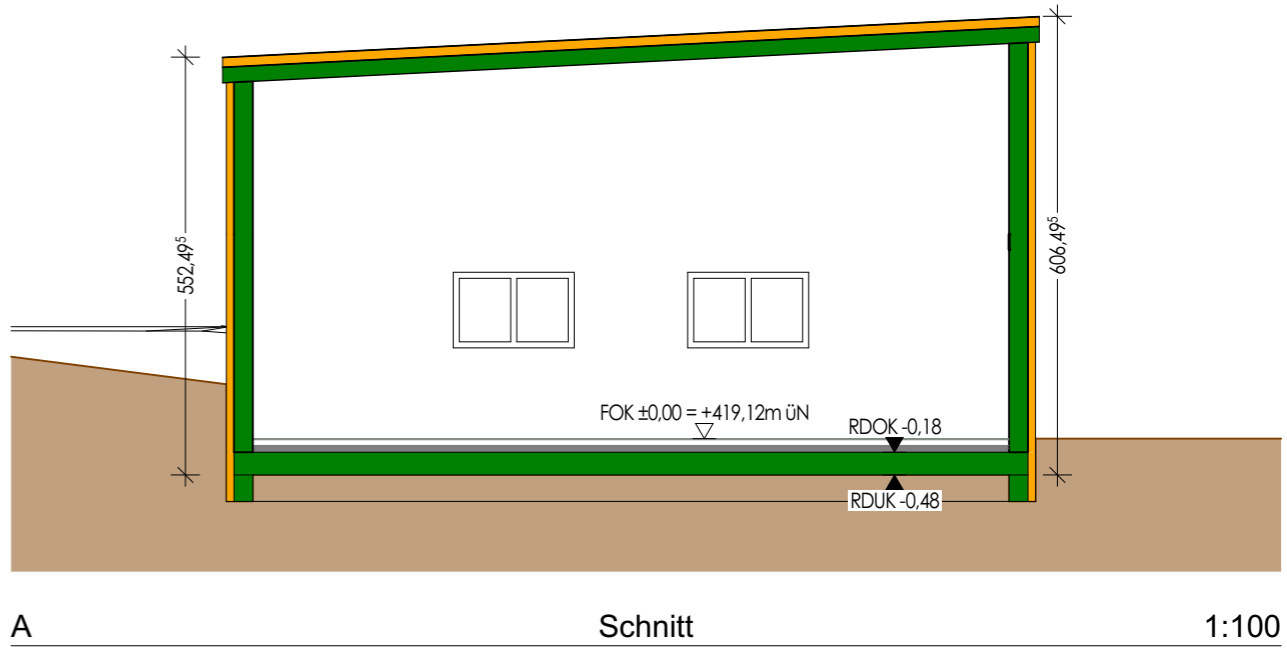 552,49⁵
606,49⁵
FOK ±0,00 = +419,12m üN
RDOK -0,18
RDUK -0,48
A Schnitt 1:100